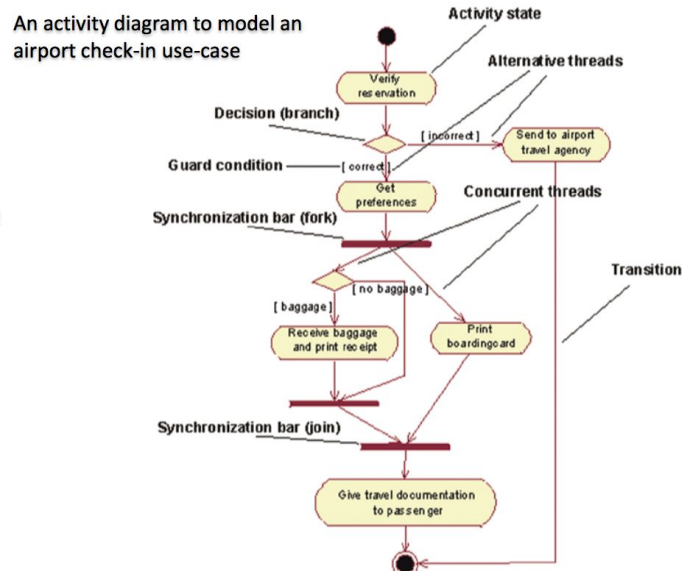 An activity diagram to model an
airport check-in use-case
Activity state
Alternative threads
Verify
reservation
Decision (branch)
[ incorrect ]
Send to airport
travel agency
Guard condition
[ correct ]
Get
preferences
Concurrent threads
Synchronization bar (fork)
Transition
[ no baggage ]
[ baggage ]
Receive baggage
and print receipt
Print
boardingcard
Synchronization bar (join)
Give travel documentation
to passenger